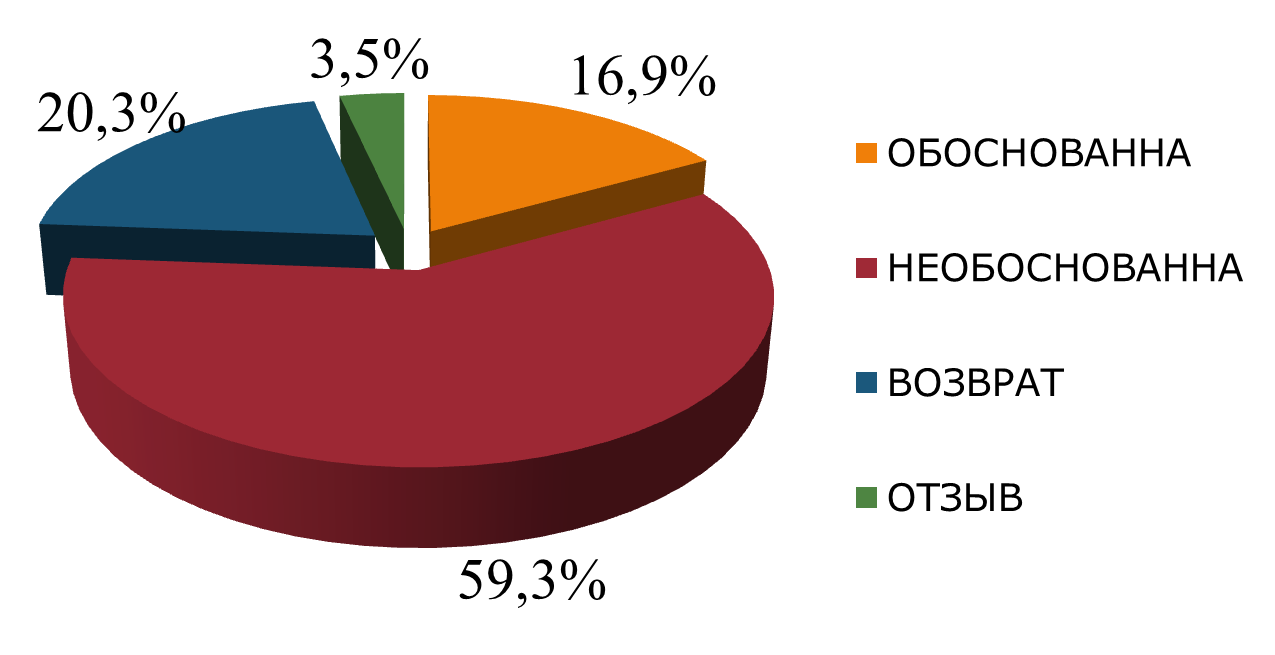 3,5%
16,9%
20,3%
ОБОСНОВАННА
НЕОБОСНОВАННА
ВОЗВРАТ
ОТЗЫВ
59,3%